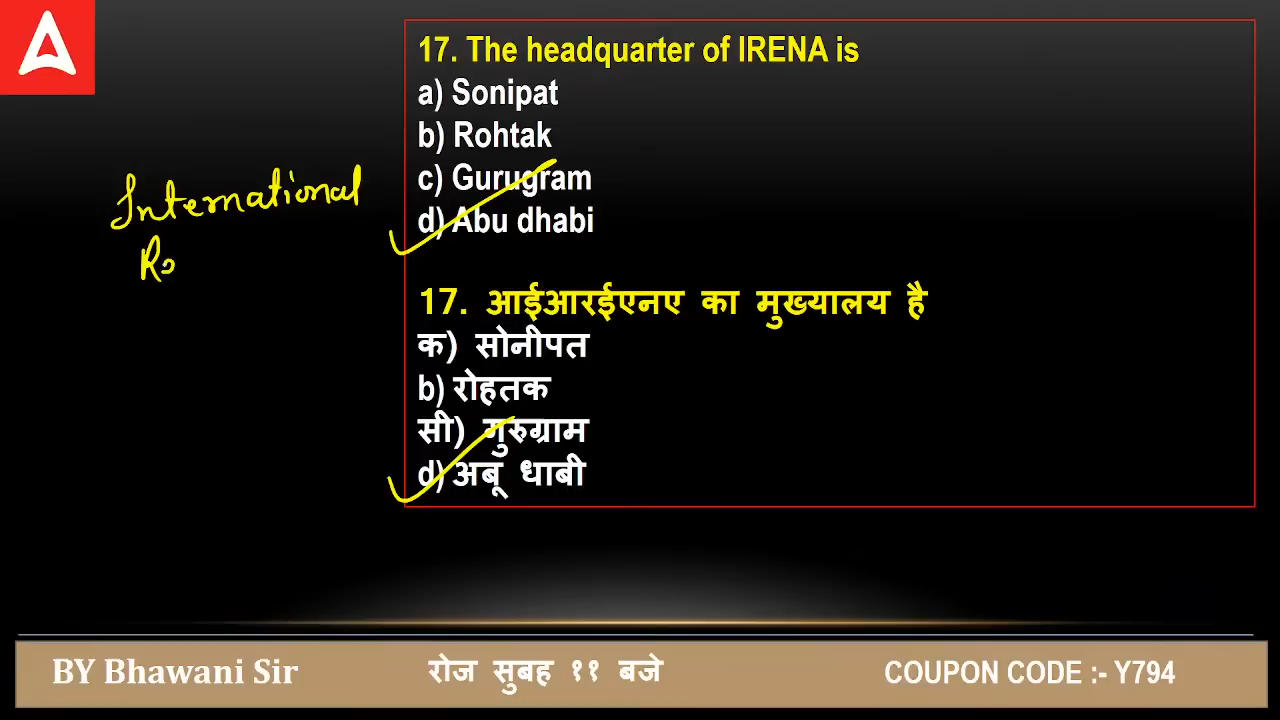 17. The headquarter of IRENA is
a) Sonipat
b) Rohtak
c) Gurugram
d) Abu dhabi
International
17. आईआरईएनए का मुख्यालय है
क) सोनीपत
b) रोहतक
सी) गुरुग्राम
d) अबू धाबी
BY Bhawani Sir रोज सुबह ११ बजे COUPON CODE :- Y794